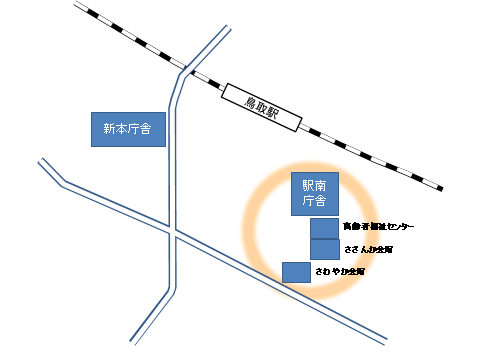 鳥取駅
新本庁舎
駅南
庁舎
高齢者福祉センター
さざんか会館
さわやか会館